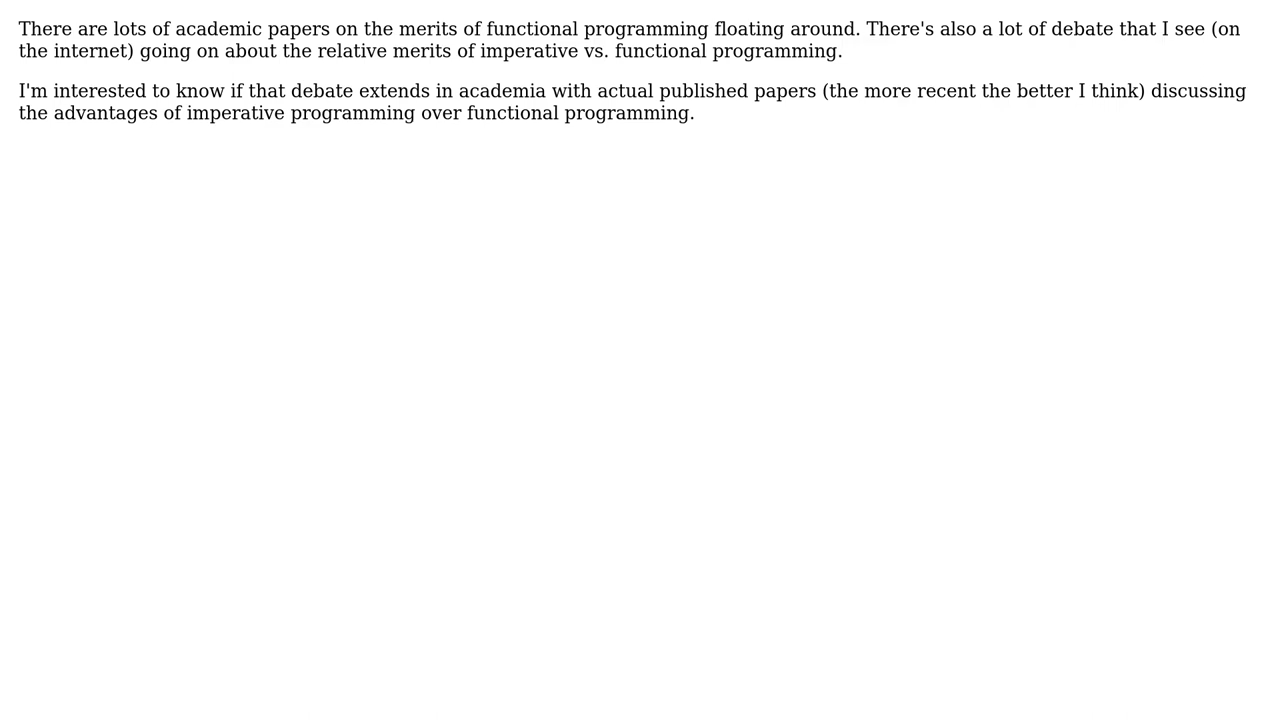 There are lots of academic papers on the merits of functional programming floating around. There's also a lot of debate that I see (on
the internet) going on about the relative merits of imperative vs. functional programming.
I'm interested to know if that debate extends in academia with actual published papers (the more recent the better I think) discussing
the advantages of imperative programming over functional programming.